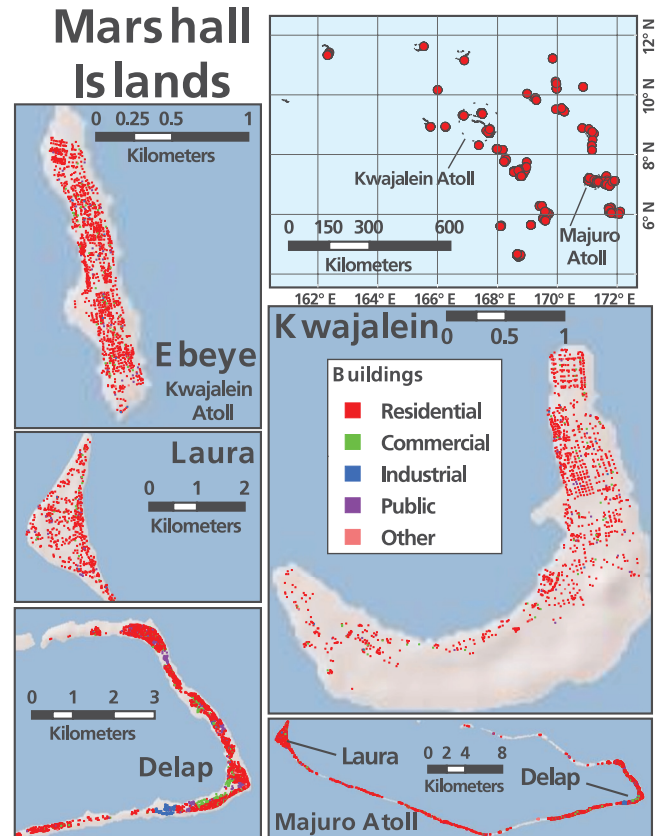 Marshall
Islands
0 0.25 0.5 1
Kilometers
Ebeye
Kwajalein
Atoll
12° N
10° N
8° N
6° N
Kwajalein Atoll
Majuro
Atoll
0 150 300 600
Kilometers
162° E 164° E 166° E 168° E 170° E 172° E
Kwajalein
0 0.5 1
Buildings
Residential
Commercial
Industrial
Public
Other
Laura
0 1 2
Kilometers
0 1 2 3
Kilometers
Delap
Laura
0 2 4 8
Kilometers
Delap
Majuro Atoll